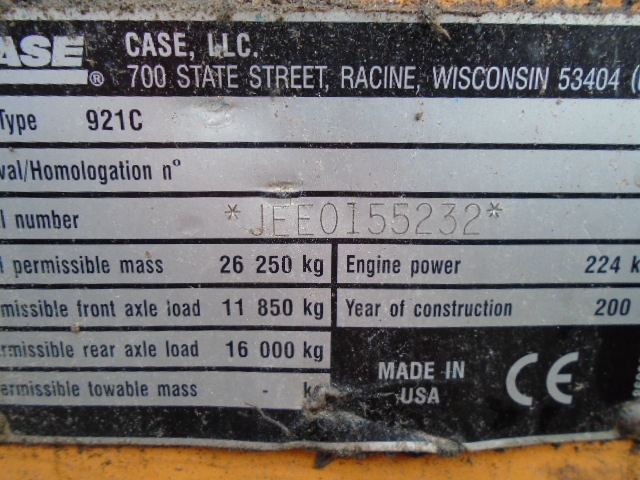 CASE, LLC.
700 STATE STREET, RACINE, WISCONSIN 53404
ASE ®
Type 921C
val/Homologation nº
l number *JEE0155232*
l permissible mass 26 250 kg
missible front axle load 11 850 kg
rmissible rear axle load 16 000 kg
ermissible towable mass - kg
Engine power 224 k
Year of construction 200
MADE IN
USA
CE